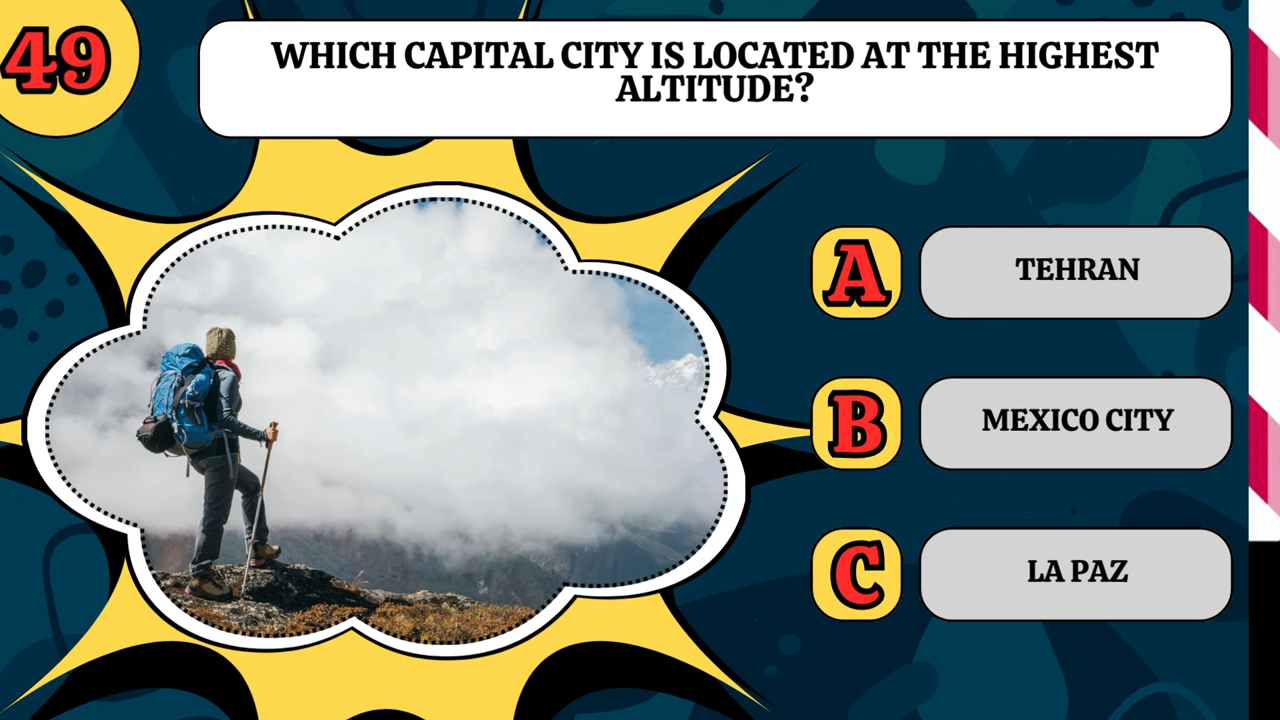 49
WHICH CAPITAL CITY IS LOCATED AT THE HIGHEST
ALTITUDE?
A TEHRAN
B MEXICO CITY
C LA PAZ